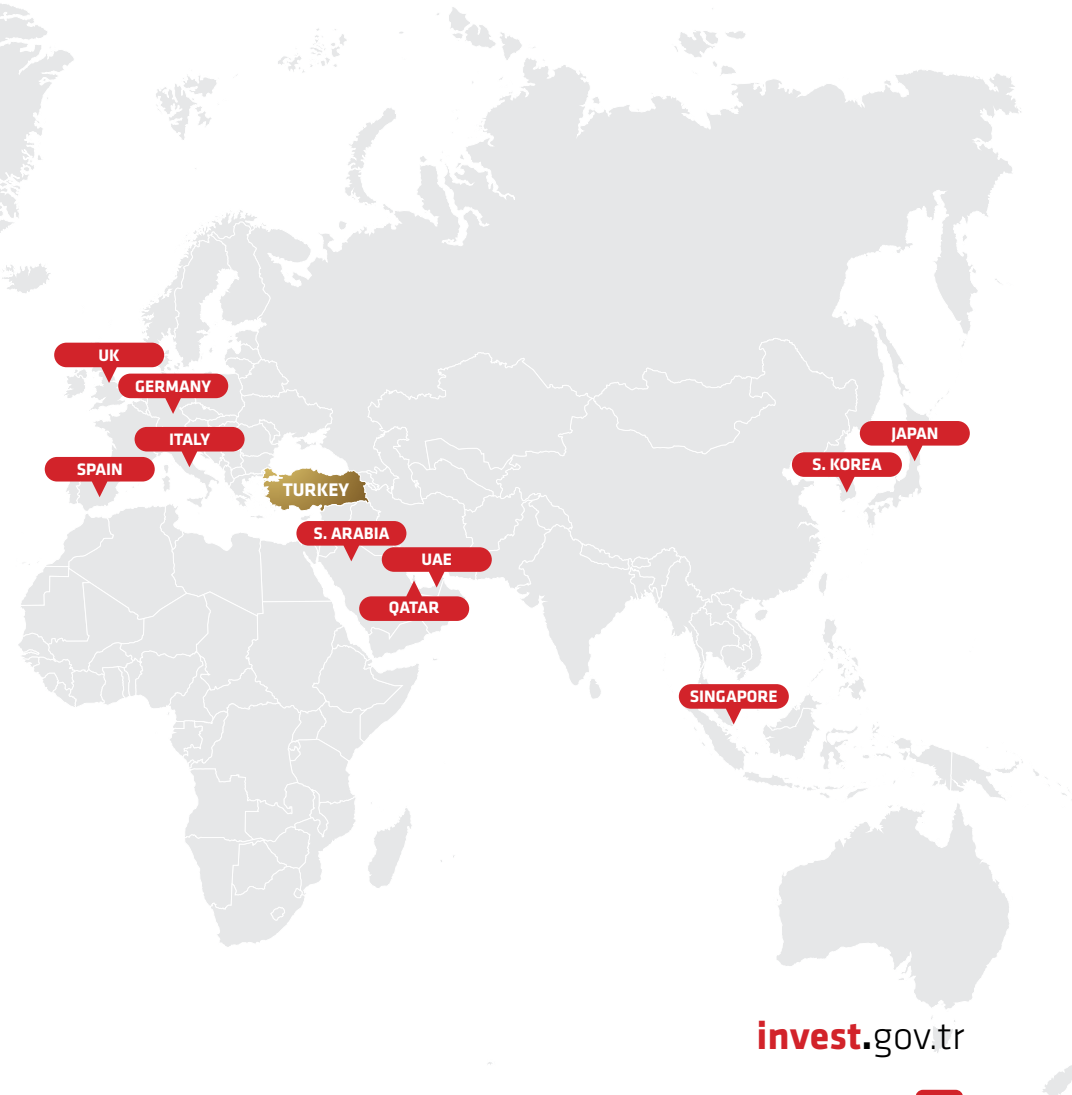 UK
GERMANY
ITALY
SPAIN
TURKEY
JAPAN
S. KOREA
S. ARABIA
UAE
QATAR
SINGAPORE
invest.gov.tr